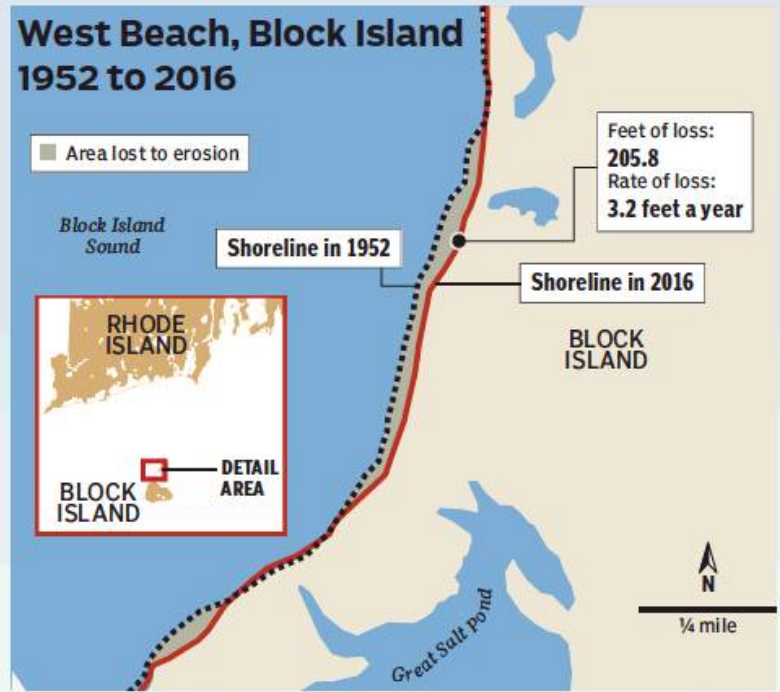 West Beach, Block Island
1952 to 2016
Area lost to erosion
Feet of loss:
205.8
Rate of loss:
3.2 feet a year
Block Island
Sound
Shoreline in 1952
Shoreline in 2016
RHODE
ISLAND
BLOCK
ISLAND
DETAIL
AREA
BLOCK
ISLAND
N
¼ mile
Great Salt pond